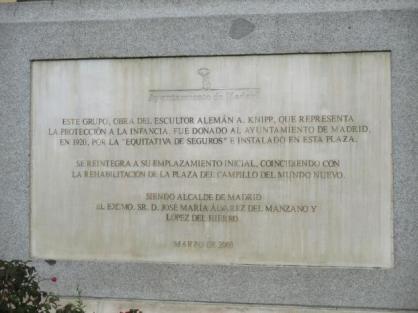 Ayuntamiento de Madrid
ESTE GRUPO, OBRA DEL ESCULTOR ALEMÁN A. KNIPP, QUE REPRESENTA
LA PROTECCIÓN A LA INFANCIA, FUE DONADO AL AYUNTAMIENTO DE MADRID,
EN 1920, POR LA "EQUITATIVA DE SEGUROS" E INSTALADO EN ESTA PLAZA.
SE REINTEGRA A SU EMPLAZAMIENTO INICIAL, COINCIDIENDO CON
LA REHABILITACIÓN DE LA PLAZA DEL CAMPILLO DEL MUNDO NUEVO.
SIENDO ALCALDE DE MADRID
EL EXCMO. SR. D. JOSÉ MARÍA ÁLVAREZ DEL MANZANO Y
LÓPEZ DEL HIERRO
MARZO DE